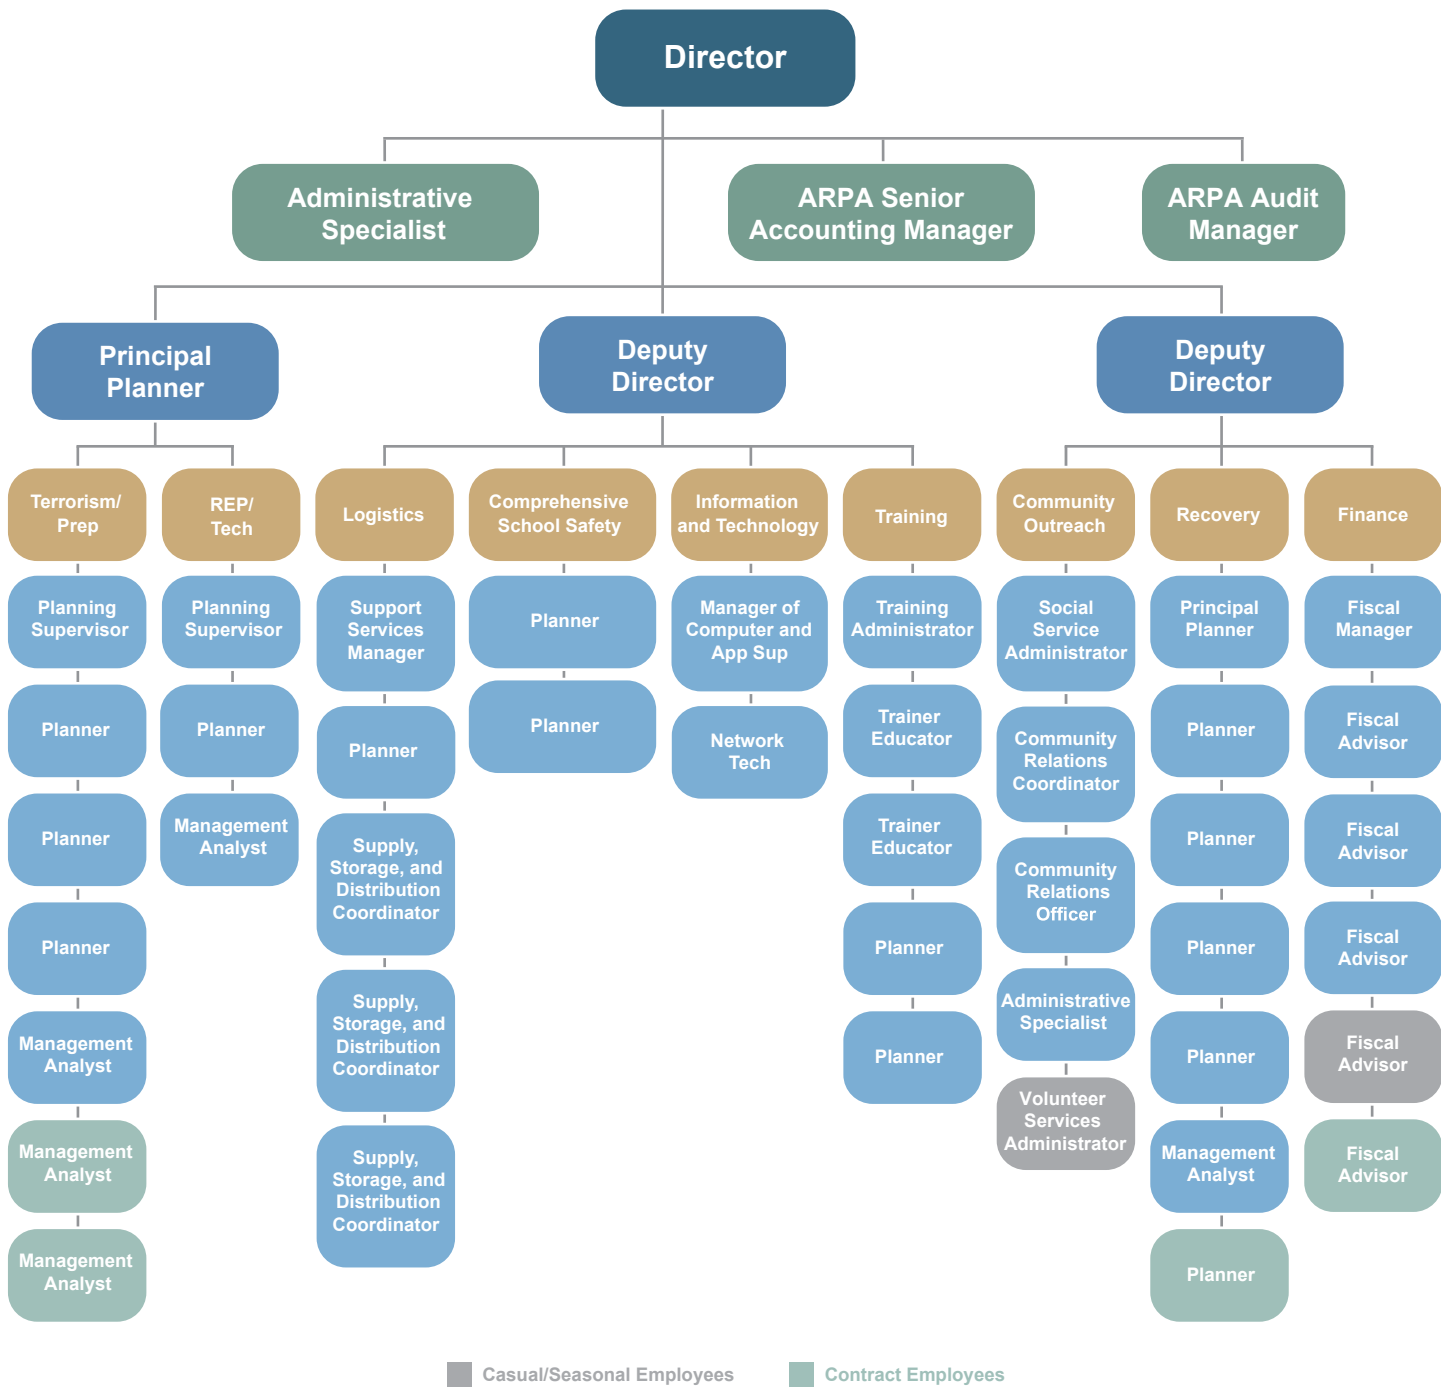 Director
Administrative
Specialist
ARPA Senior
Accounting Manager
ARPA Audit
Manager
Principal
Planner
Deputy
Director
Deputy
Director
Terrorism/
Prep
Planning
Supervisor
Planner
Planner
Planner
Management
Analyst
Management
Analyst
Management
Analyst
REP/
Tech
Planning
Supervisor
Planner
Management
Analyst
Logistics
Support
Services
Manager
Planner
Supply,
Storage, and
Distribution
Coordinator
Supply,
Storage, and
Distribution
Coordinator
Supply,
Storage, and
Distribution
Coordinator
Comprehensive
School Safety
Planner
Planner
Information
and Technology
Manager of
Computer and
App Sup
Network
Tech
Training
Training
Administrator
Trainer
Educator
Trainer
Educator
Planner
Planner
Community
Outreach
Social
Service
Administrator
Community
Relations
Coordinator
Community
Relations
Officer
Administrative
Specialist
Volunteer
Services
Administrator
Recovery
Principal
Planner
Planner
Planner
Planner
Planner
Management
Analyst
Planner
Finance
Fiscal
Manager
Fiscal
Advisor
Fiscal
Advisor
Fiscal
Advisor
Fiscal
Advisor
Fiscal
Advisor
Casual/Seasonal Employees
Contract Employees